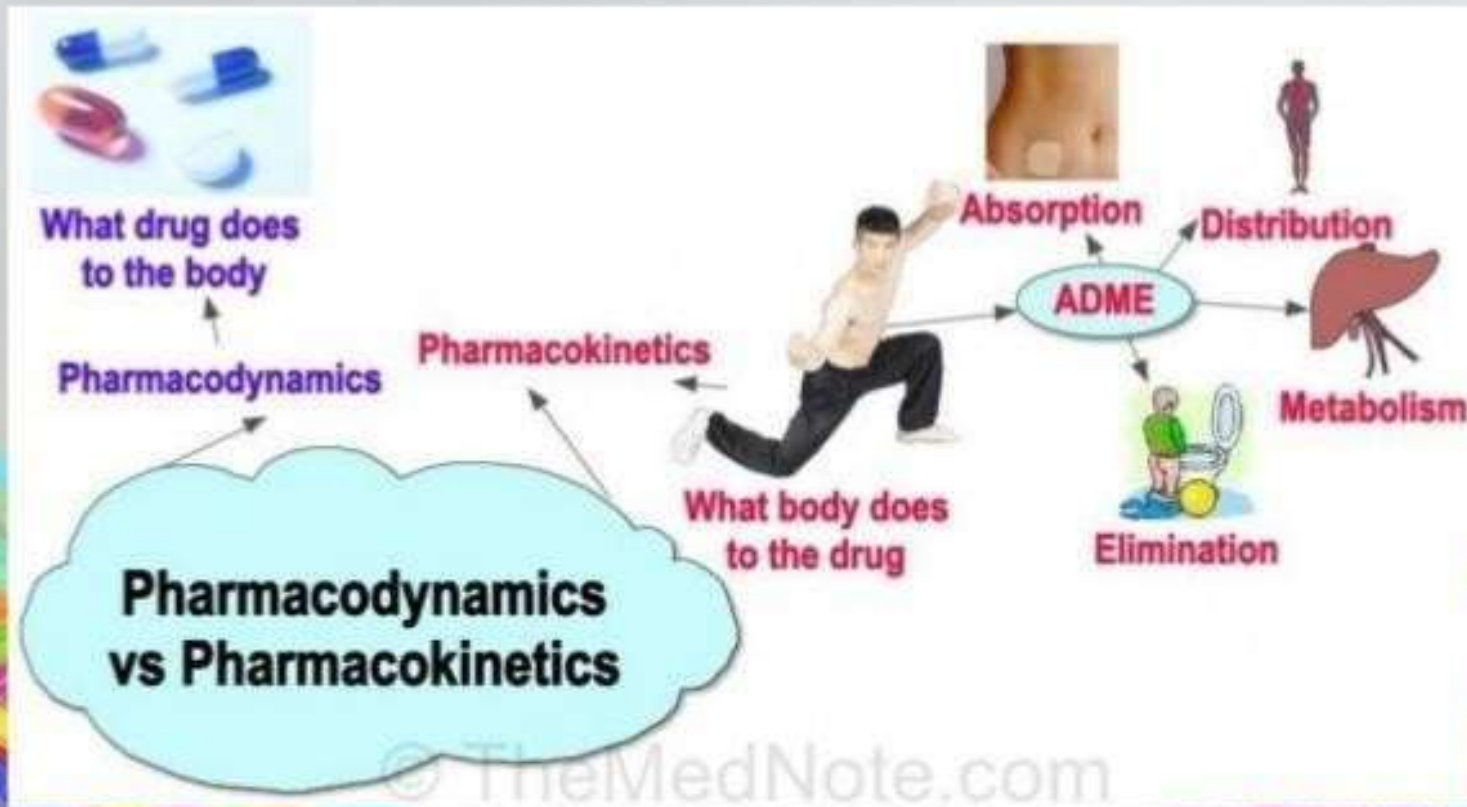 What drug does
to the body
Pharmacodynamics
Pharmacokinetics
What body does
to the drug
Absorption
Distribution
ADME
Metabolism
Elimination
Pharmacodynamics
vs Pharmacokinetics
© TheMedNote.com